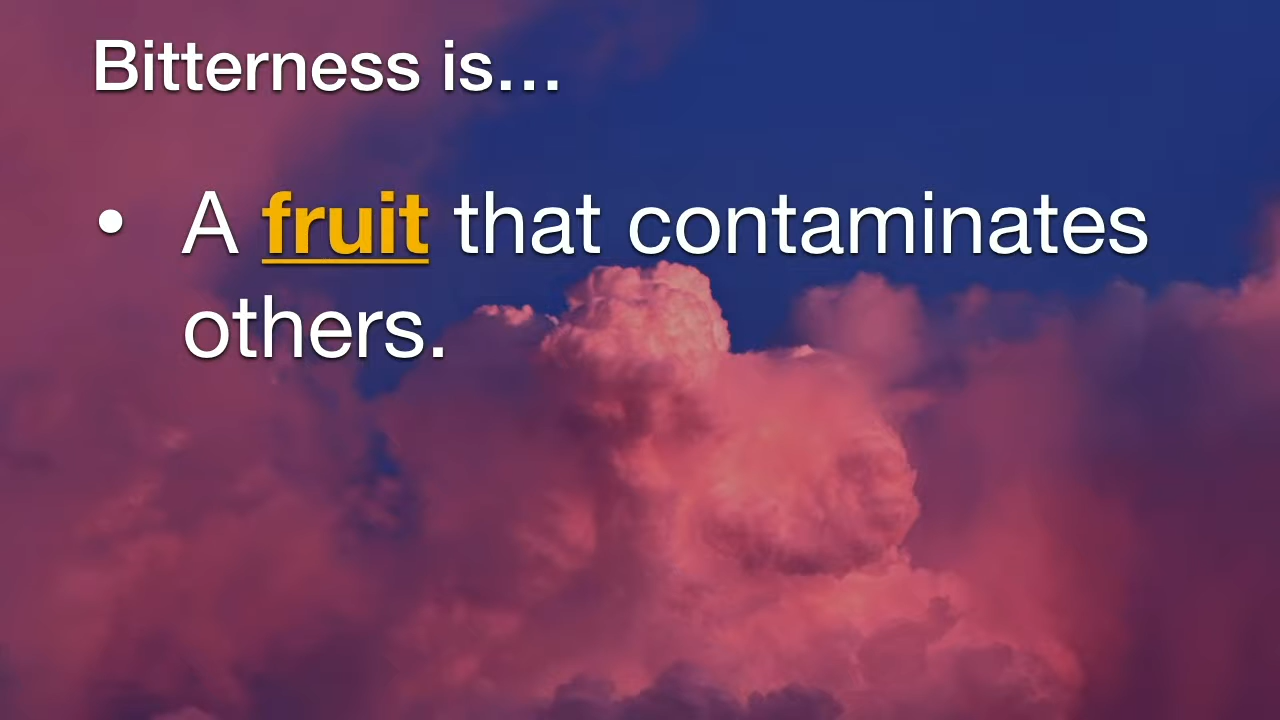 Bitterness is…
• A fruit that contaminates
others.